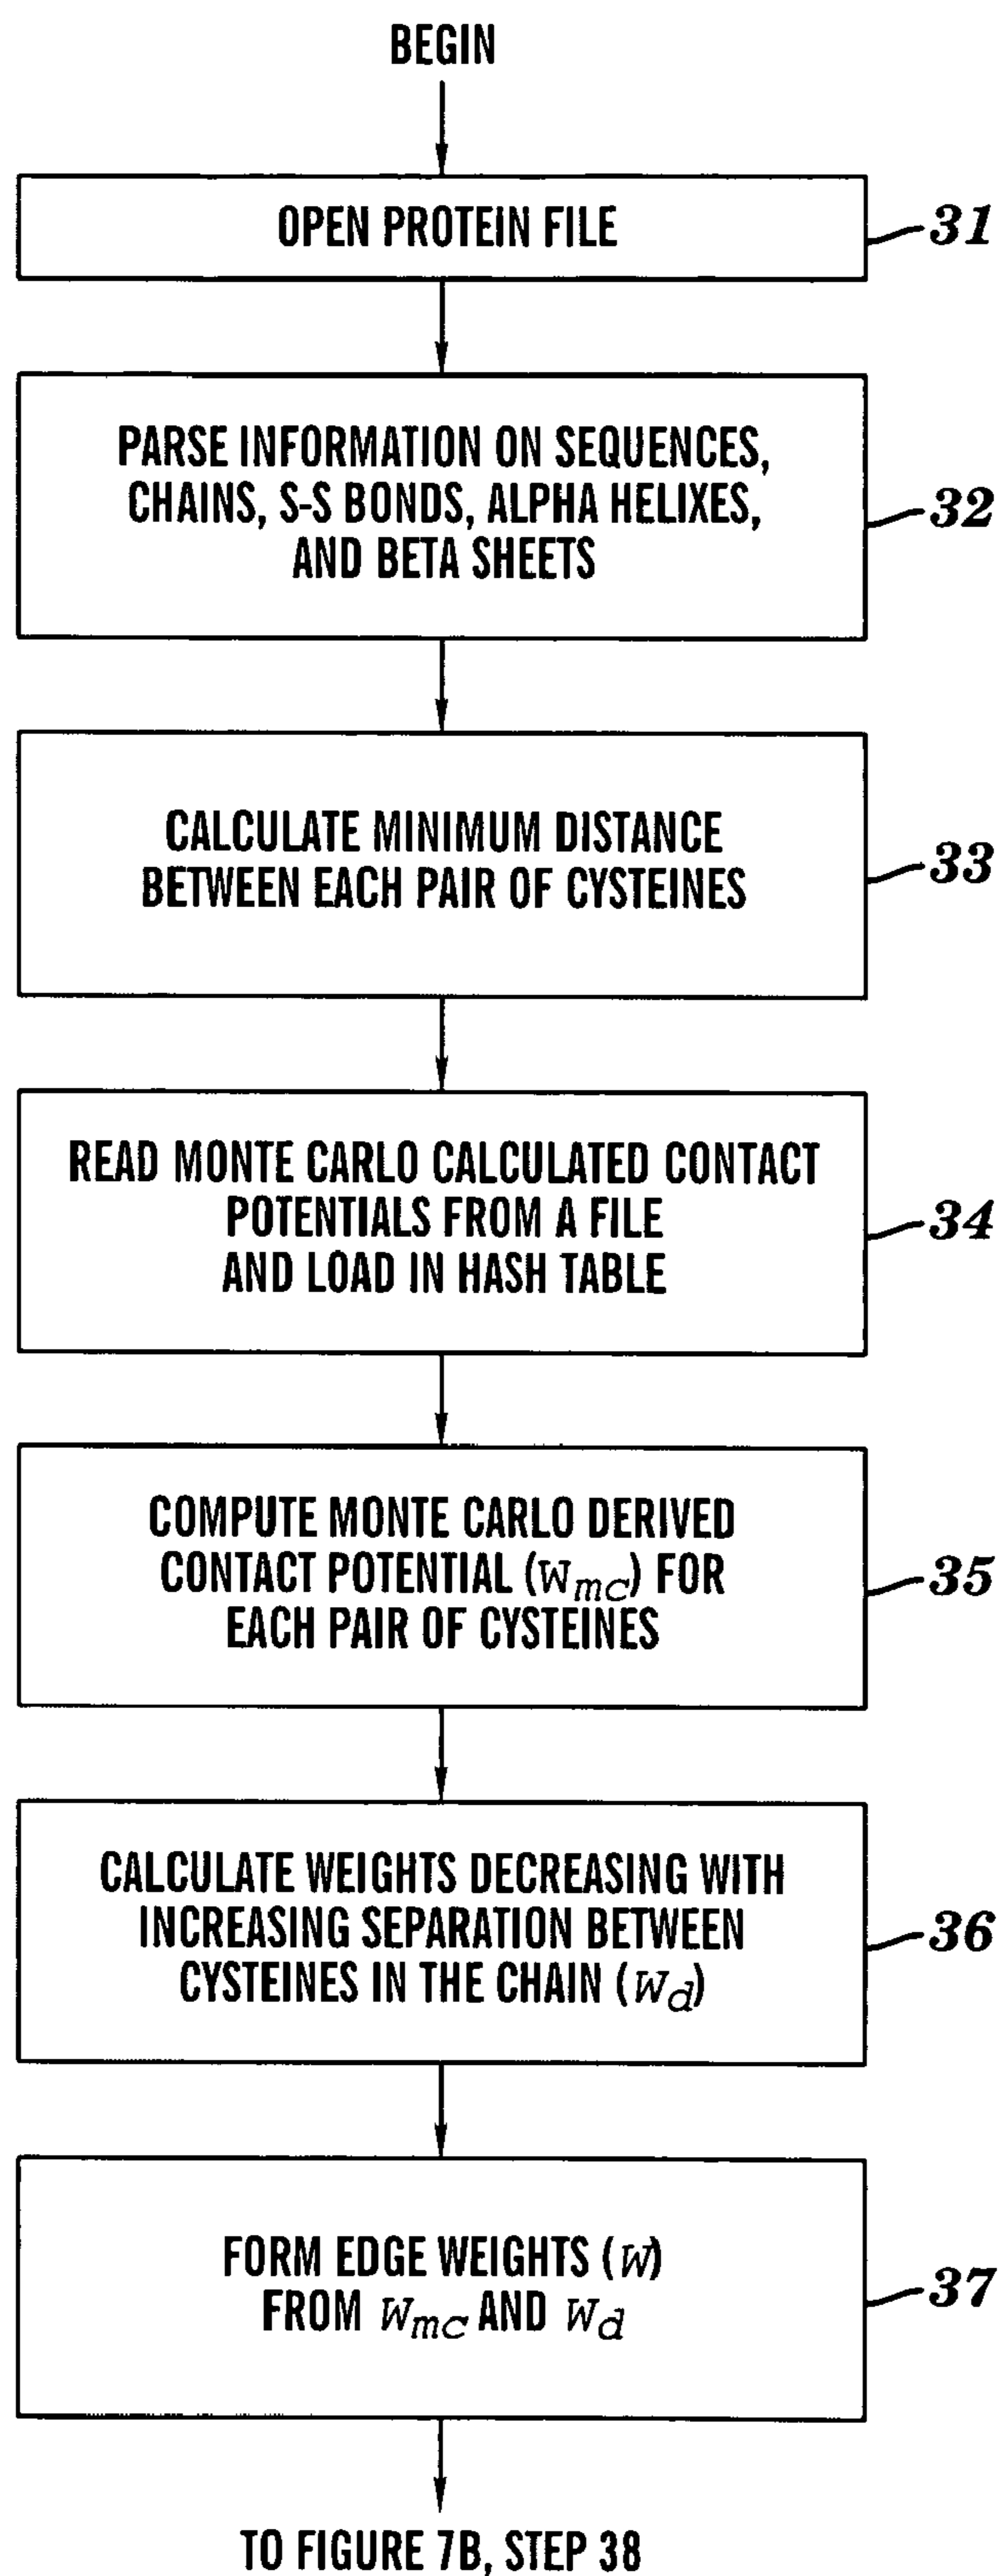 BEGIN
OPEN PROTEIN FILE
31
PARSE INFORMATION ON SEQUENCES,
CHAINS, S-S BONDS, ALPHA HELIXES,
AND BETA SHEETS
32
CALCULATE MINIMUM DISTANCE
BETWEEN EACH PAIR OF CYSTEINES
33
READ MONTE CARLO CALCULATED CONTACT
POTENTIALS FROM A FILE
AND LOAD IN HASH TABLE
34
COMPUTE MONTE CARLO DERIVED
CONTACT POTENTIAL (Wmc) FOR
EACH PAIR OF CYSTEINES
35
CALCULATE WEIGHTS DECREASING WITH
INCREASING SEPARATION BETWEEN
CYSTEINES IN THE CHAIN (Wd)
36
FORM EDGE WEIGHTS (W)
FROM Wmc AND Wd
37
TO FIGURE 7B, STEP 38